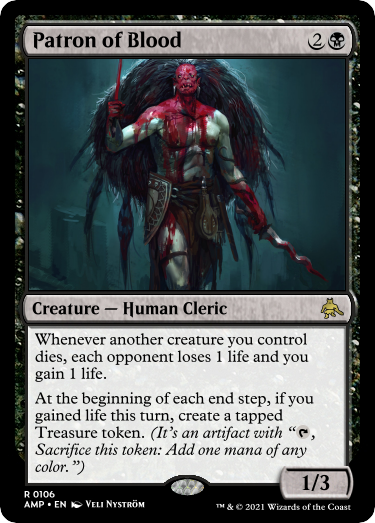 Patron of Blood 2
Creature — Human Cleric
Whenever another creature you control
dies, each opponent loses 1 life and you
gain 1 life.
At the beginning of each end step, if you
gained life this turn, create a tapped
Treasure token. (It's an artifact with “,
Sacrifice this token: Add one mana of any
color.”)
1/3
R 0106
AMP • EN VELI NYSTRÖM
™ & © 2021 Wizards of the Coast